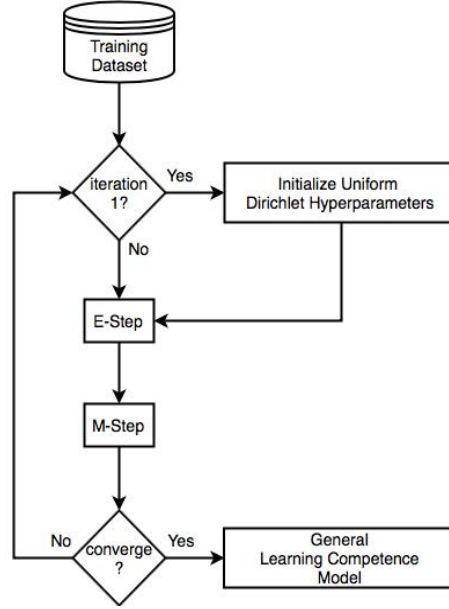 Training
Dataset
iteration
1?
Yes
Initialize Uniform
Dirichlet Hyperparameters
No
E-Step
M-Step
No
converge
?
Yes
General
Learning Competence
Model